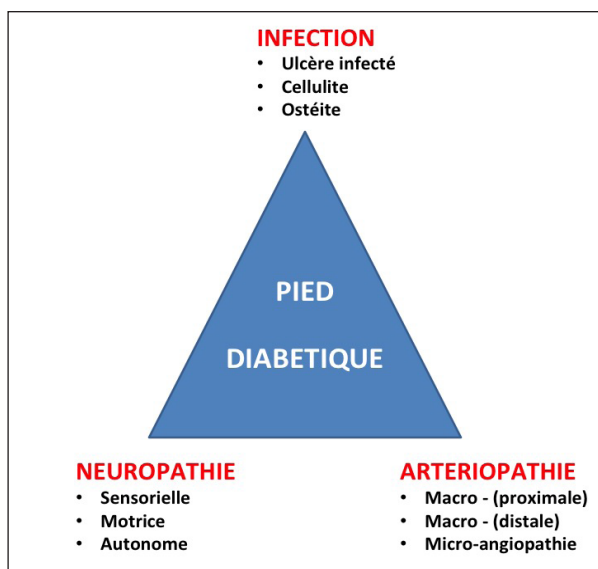 INFECTION
• Ulcère infecté
• Cellulite
• Ostéite
PIED
DIABETIQUE
NEUROPATHIE
• Sensorielle
• Motrice
• Autonome
ARTERIOPATHIE
• Macro - (proximale)
• Macro - (distale)
• Micro-angiopathie